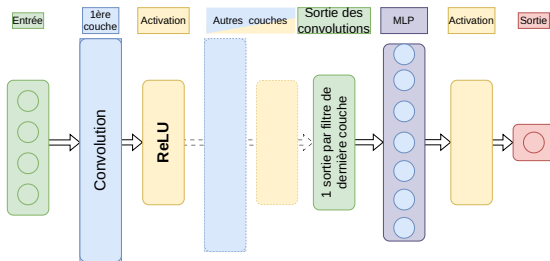 Entrée
1ère
couche
Activation
Autres couches
Sortie des
convolutions
MLP
Activation
Sortie
Convolution
ReLU
1 sortie par filtre de
dernière couche